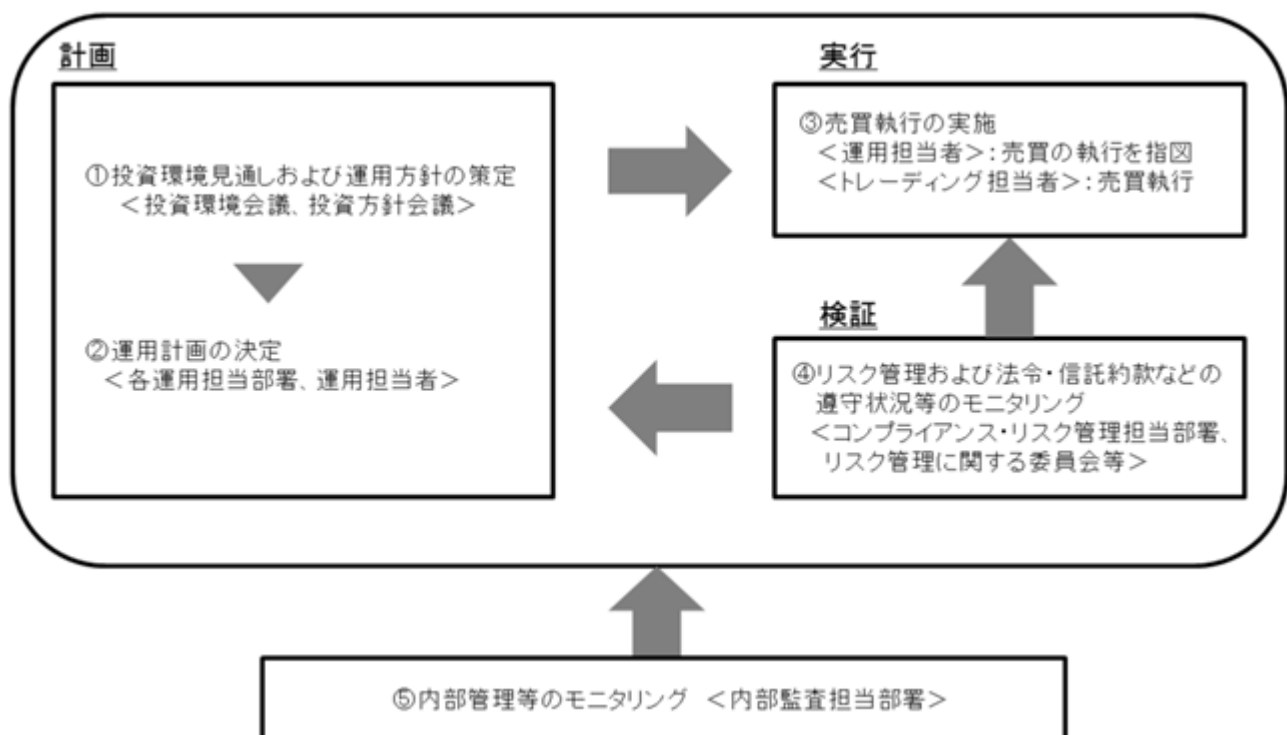 計画
①投資環境見通しおよび運用方針の策定
＜投資環境会議、投資方針会議＞
②運用計画の決定
＜各運用担当部署、運用担当者＞
実行
③売買執行の実施
＜運用担当者＞：売買の執行を指図
＜トレーディング担当者＞：売買執行
検証
④リスク管理および法令・信託約款などの
遵守状況等のモニタリング
＜コンプライアンス・リスク管理担当部署、
リスク管理に関する委員会等＞
⑤内部管理等のモニタリング ＜内部監査担当部署＞